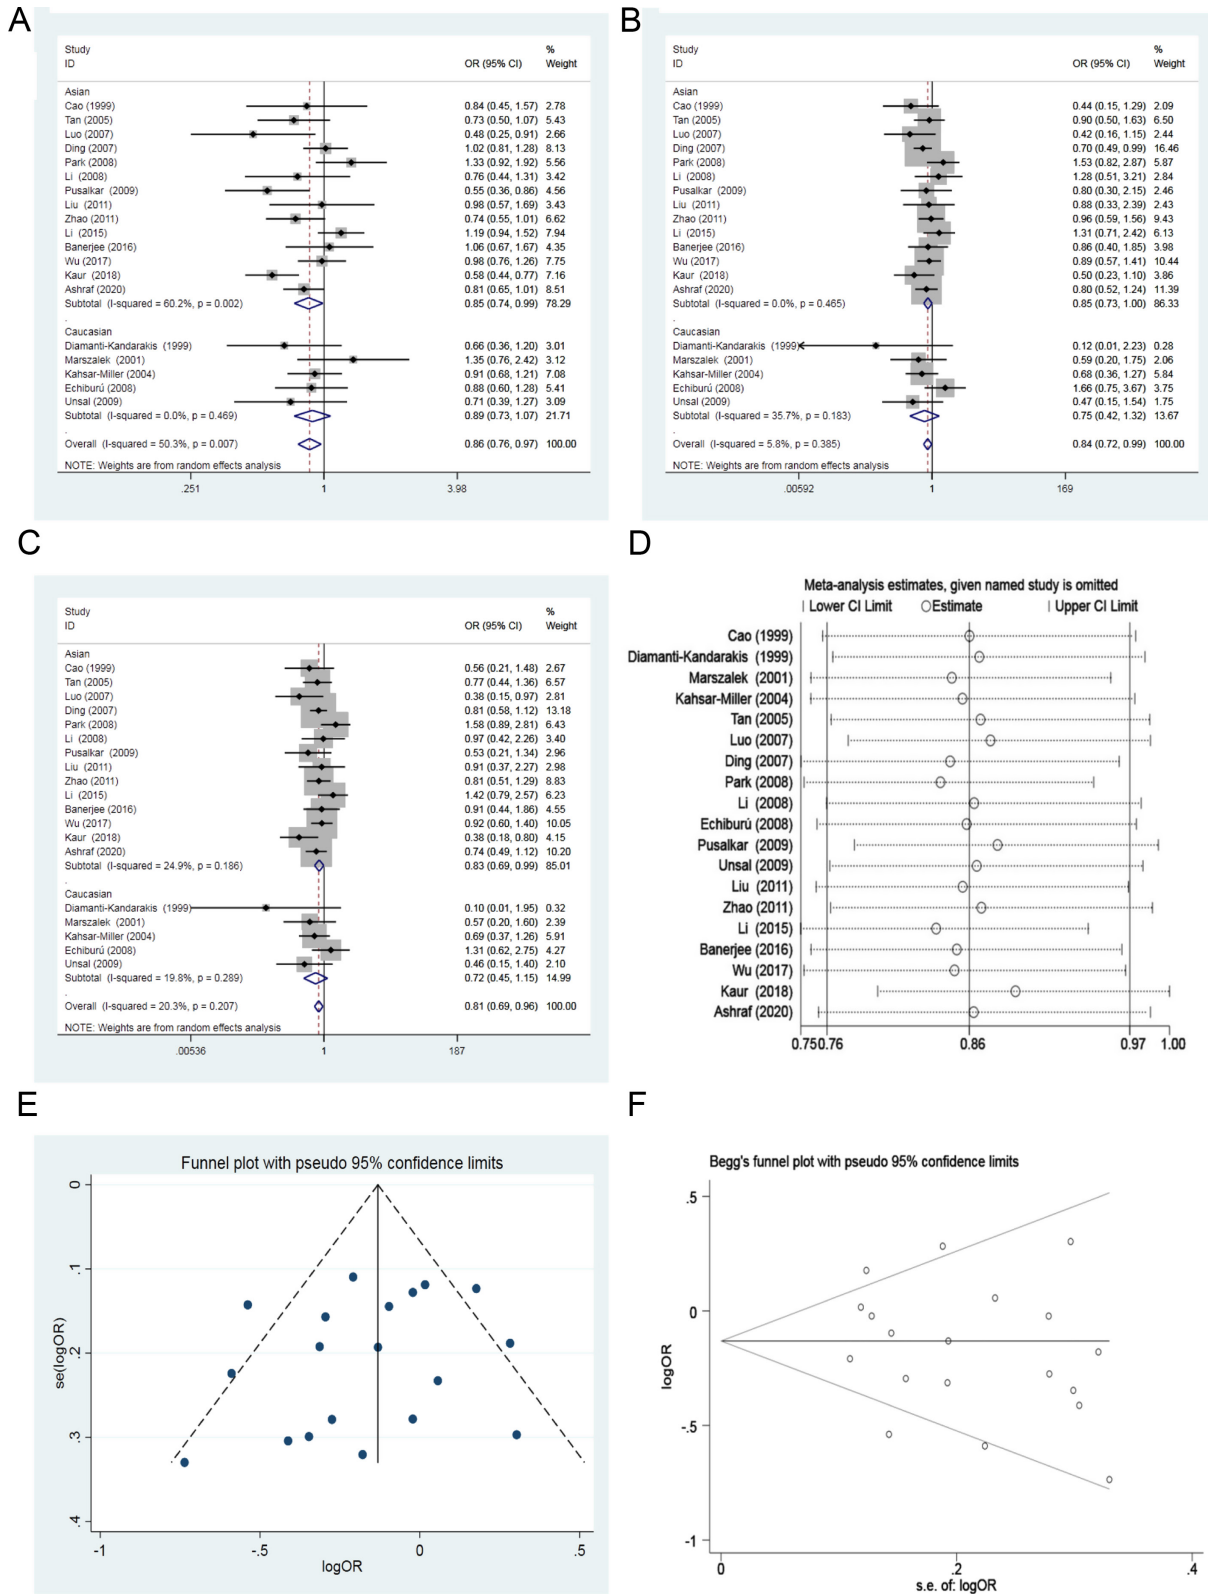 A
Study %
ID OR (95% CI) Weight
Asian
Cao (1999) 0.84 (0.45, 1.57) 2.78
Tan (2005) 0.73 (0.50, 1.07) 5.43
Luo (2007) 0.48 (0.25, 0.91) 2.66
Ding (2007) 1.02 (0.81, 1.28) 8.13
Park (2008) 1.33 (0.92, 1.92) 5.56
Li (2008) 0.76 (0.44, 1.31) 3.42
Pusalkar (2009) 0.55 (0.36, 0.86) 4.56
Liu (2011) 0.98 (0.57, 1.69) 3.43
Zhao (2011) 0.74 (0.55, 1.01) 6.62
Li (2015) 1.19 (0.94, 1.52) 7.94
Banerjee (2016) 1.06 (0.67, 1.67) 4.35
Wu (2017) 0.98 (0.76, 1.26) 7.75
Kaur (2018) 0.58 (0.44, 0.77) 7.16
Ashraf (2020) 0.81 (0.65, 1.01) 8.51
Subtotal (I-squared = 60.2%, p = 0.002) 0.85 (0.74, 0.99) 78.29
.
Caucasian
Diamanti-Kandarakis (1999) 0.66 (0.36, 1.20) 3.01
Marszalek (2001) 1.35 (0.76, 2.42) 3.12
Kahsar-Miller (2004) 0.91 (0.68, 1.21) 7.08
Echiburú (2008) 0.88 (0.60, 1.28) 5.41
Unsal (2009) 0.71 (0.39, 1.27) 3.09
Subtotal (I-squared = 0.0%, p = 0.469) 0.89 (0.73, 1.07) 21.71
.
Overall (I-squared = 50.3%, p = 0.007) 0.86 (0.76, 0.97) 100.00
NOTE: Weights are from random effects analysis
.251 1 3.98
B
Study %
ID OR (95% CI) Weight
Asian
Cao (1999) 0.44 (0.15, 1.29) 2.09
Tan (2005) 0.90 (0.50, 1.63) 6.50
Luo (2007) 0.42 (0.16, 1.15) 2.44
Ding (2007) 0.70 (0.49, 0.99) 16.46
Park (2008) 1.53 (0.82, 2.87) 5.87
Li (2008) 1.28 (0.51, 3.21) 2.84
Pusalkar (2009) 0.80 (0.30, 2.15) 2.46
Liu (2011) 0.88 (0.33, 2.39) 2.43
Zhao (2011) 0.96 (0.59, 1.56) 9.43
Li (2015) 1.31 (0.71, 2.42) 6.13
Banerjee (2016) 0.86 (0.40, 1.85) 3.98
Wu (2017) 0.89 (0.57, 1.41) 10.44
Kaur (2018) 0.50 (0.23, 1.10) 3.86
Ashraf (2020) 0.80 (0.52, 1.24) 11.39
Subtotal (I-squared = 0.0%, p = 0.465) 0.85 (0.73, 1.00) 86.33
.
Caucasian
Diamanti-Kandarakis (1999) 0.12 (0.01, 2.23) 0.28
Marszalek (2001) 0.59 (0.20, 1.75) 2.06
Kahsar-Miller (2004) 0.68 (0.36, 1.27) 5.84
Echiburú (2008) 1.66 (0.75, 3.67) 3.75
Unsal (2009) 0.47 (0.15, 1.54) 1.75
Subtotal (I-squared = 35.7%, p = 0.183) 0.75 (0.42, 1.32) 13.67
.
Overall (I-squared = 5.8%, p = 0.385) 0.84 (0.72, 0.99) 100.00
NOTE: Weights are from random effects analysis
.00592 1 169
C
Study %
ID OR (95% CI) Weight
Asian
Cao (1999) 0.56 (0.21, 1.48) 2.67
Tan (2005) 0.77 (0.44, 1.36) 6.57
Luo (2007) 0.38 (0.15, 0.97) 2.81
Ding (2007) 0.81 (0.58, 1.12) 13.18
Park (2008) 1.58 (0.89, 2.81) 6.43
Li (2008) 0.97 (0.42, 2.26) 3.40
Pusalkar (2009) 0.53 (0.21, 1.34) 2.96
Liu (2011) 0.91 (0.37, 2.27) 2.98
Zhao (2011) 0.81 (0.51, 1.29) 8.83
Li (2015) 1.42 (0.79, 2.57) 6.23
Banerjee (2016) 0.91 (0.44, 1.86) 4.55
Wu (2017) 0.92 (0.60, 1.40) 10.05
Kaur (2018) 0.38 (0.18, 0.80) 4.15
Ashraf (2020) 0.74 (0.49, 1.12) 10.20
Subtotal (I-squared = 24.9%, p = 0.186) 0.83 (0.69, 0.99) 85.01
.
Caucasian
Diamanti-Kandarakis (1999) 0.10 (0.01, 1.95) 0.32
Marszalek (2001) 0.57 (0.20, 1.60) 2.39
Kahsar-Miller (2004) 0.69 (0.37, 1.26) 5.91
Echiburú (2008) 1.31 (0.62, 2.75) 4.27
Unsal (2009) 0.46 (0.15, 1.40) 2.10
Subtotal (I-squared = 19.8%, p = 0.289) 0.72 (0.45, 1.15) 14.99
.
Overall (I-squared = 20.3%, p = 0.207) 0.81 (0.69, 0.96) 100.00
NOTE: Weights are from random effects analysis
.00536 1 187
D
Meta-analysis estimates, given named study is omitted
Lower CI Limit Estimate Upper CI Limit
Cao (1999)
Diamanti-Kandarakis (1999)
Marszalek (2001)
Kahsar-Miller (2004)
Tan (2005)
Luo (2007)
Ding (2007)
Park (2008)
Li (2008)
Echiburú (2008)
Pusalkar (2009)
Unsal (2009)
Liu (2011)
Zhao (2011)
Li (2015)
Banerjee (2016)
Wu (2017)
Kaur (2018)
Ashraf (2020)
0.75 0.76 0.86 0.97 1.00
E
Funnel plot with pseudo 95% confidence limits
0
.1
.2
.3
.4
se(logOR)
-1 -.5 0 .5
logOR
F
Begg's funnel plot with pseudo 95% confidence limits
.5
0
-.5
-1
logOR
0 .2 .4
s.e. of: logOR